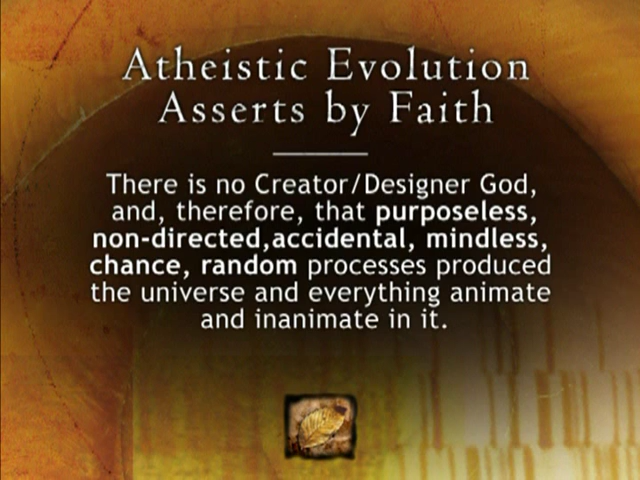 Atheistic Evolution
Asserts by Faith
There is no Creator/Designer God,
and, therefore, that purposeless,
non-directed,accidental, mindless,
chance, random processes produced
the universe and everything animate
and inanimate in it.